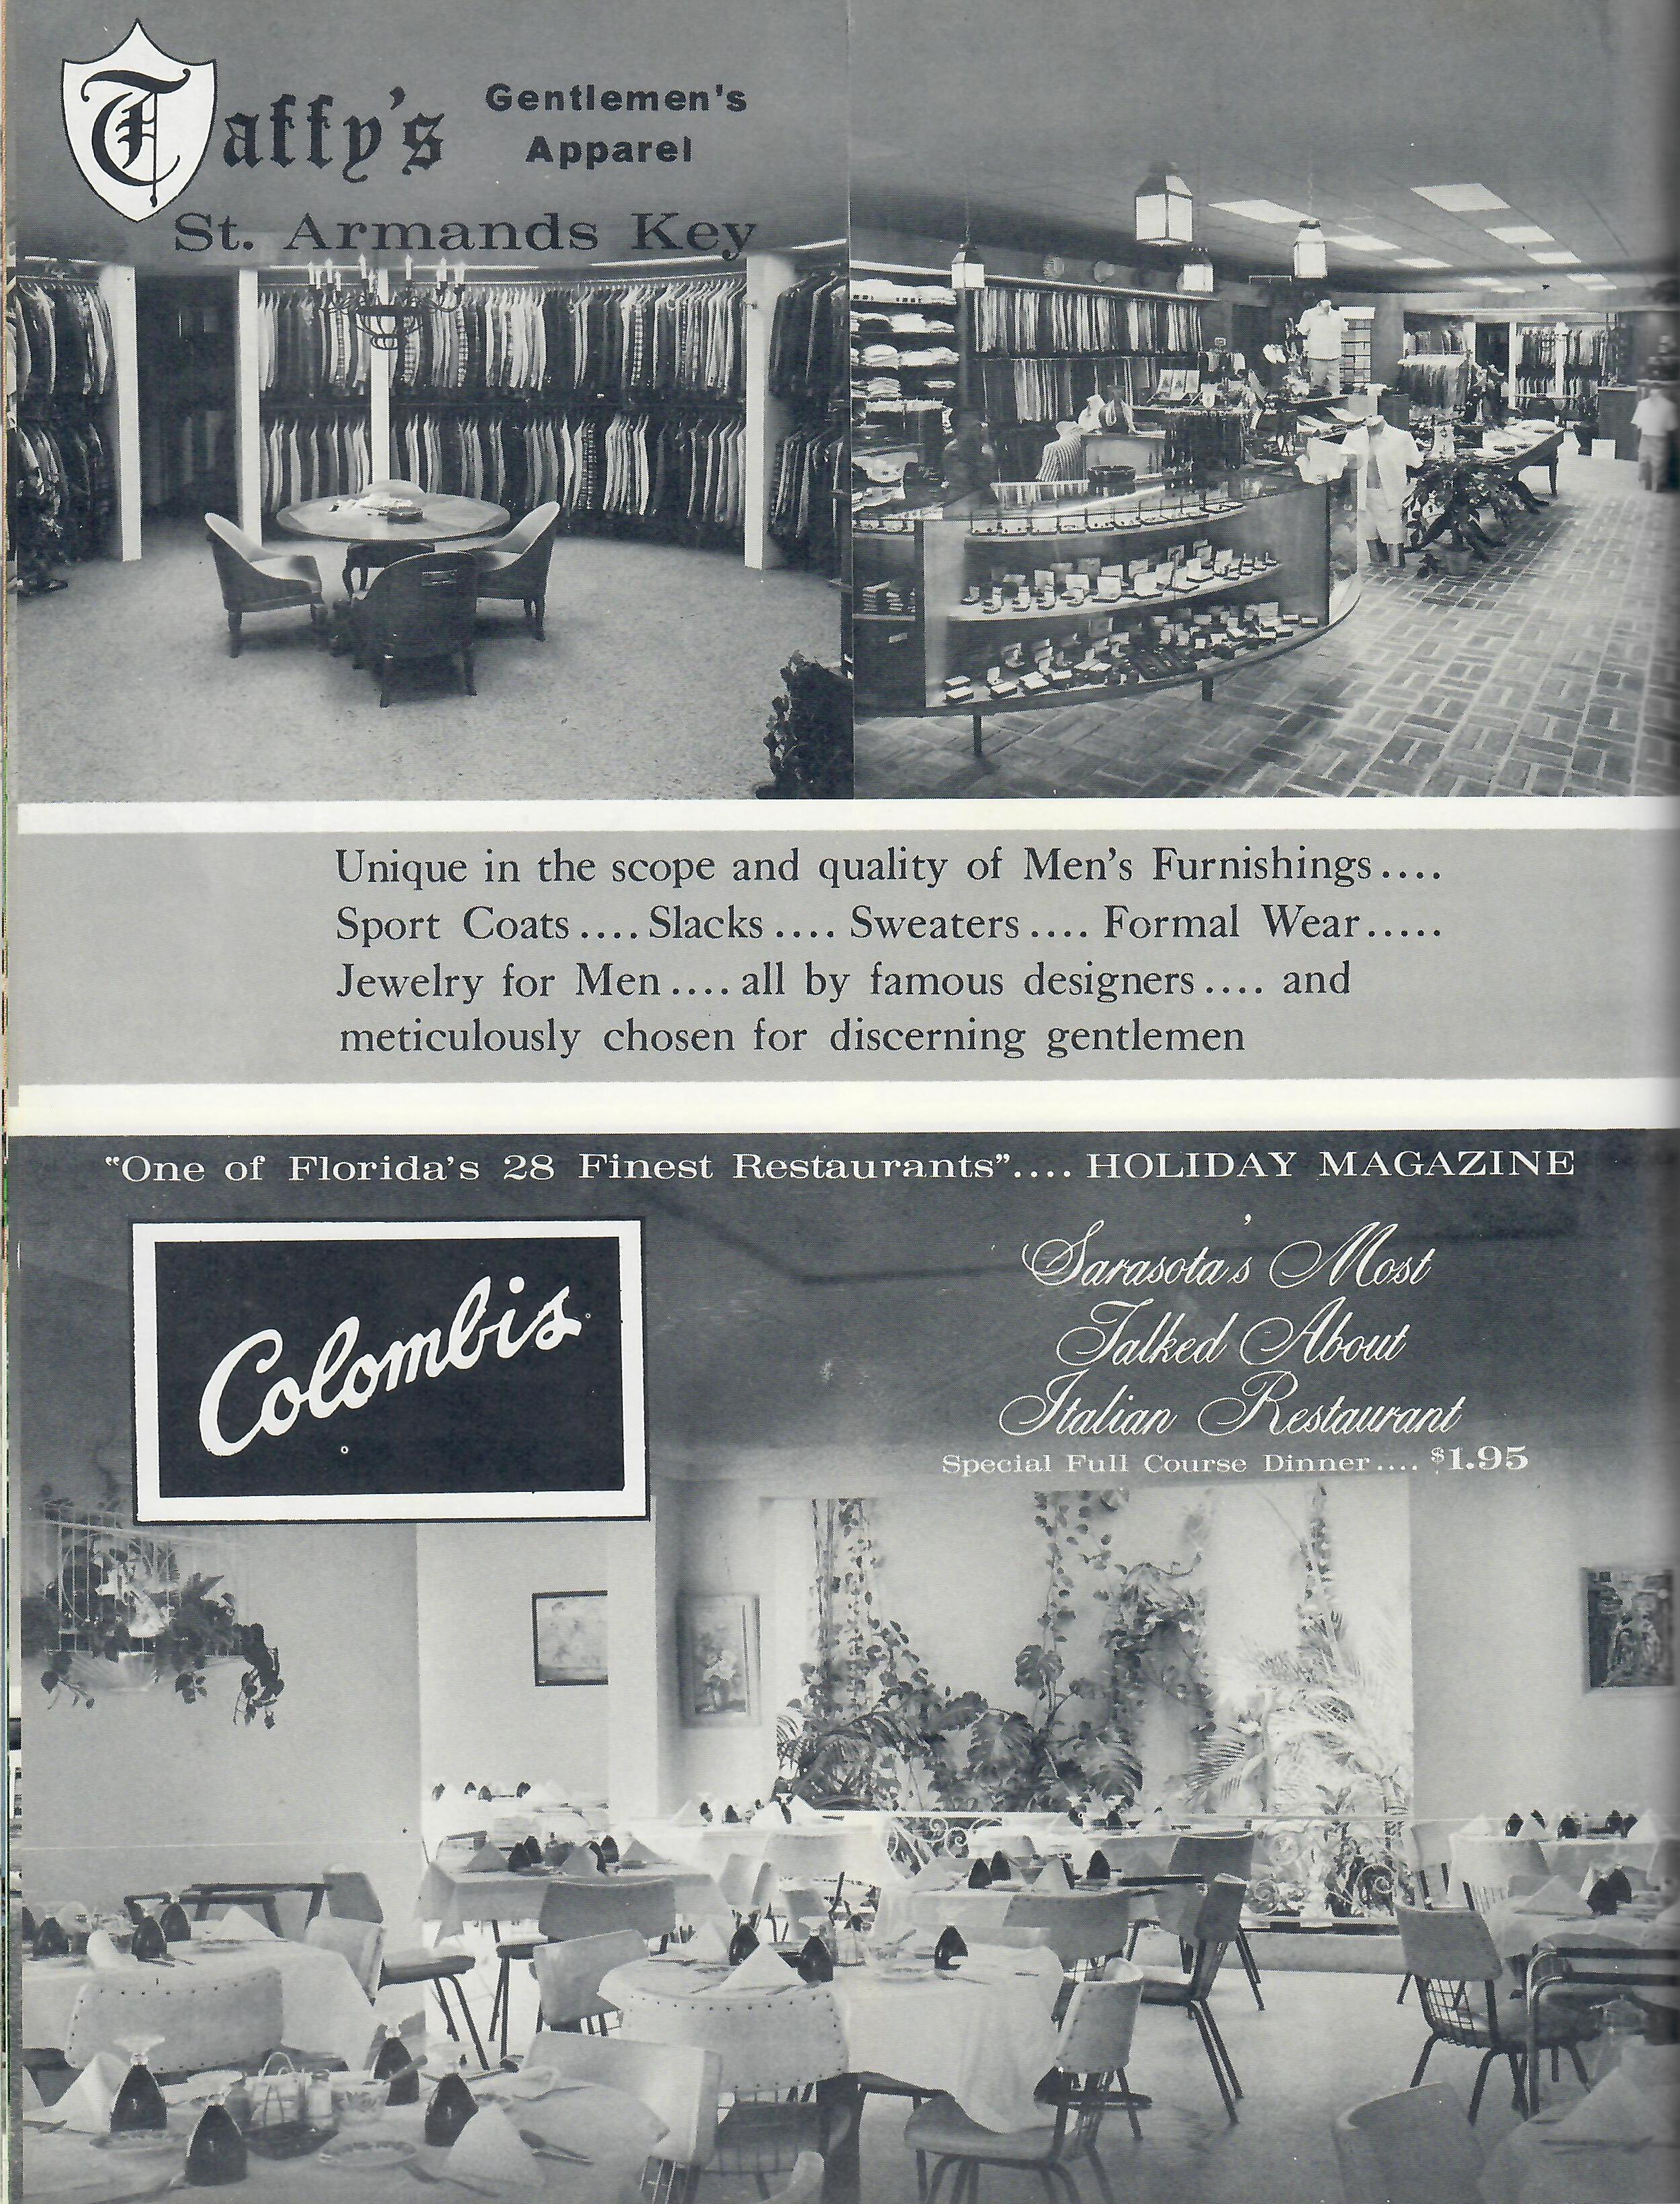 Taffy's
Gentlemen's
Apparel
St. Armands Key
Unique in the scope and quality of Men's Furnishings....
Sport Coats.... Slacks.... Sweaters.... Formal Wear.....
Jewelry for Men.... all by famous designers.... and
meticulously chosen for discerning gentlemen
"One of Florida's 28 Finest Restaurants".... HOLIDAY MAGAZINE
Colombis
Sarasota's Most
Talked About
Italian Restaurant
Special Full Course Dinner.... $1.95